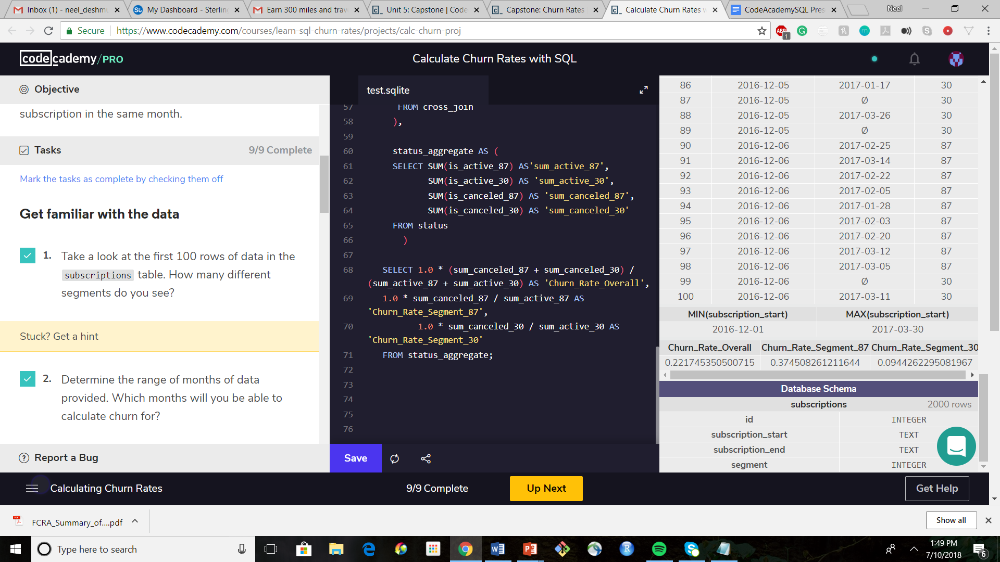 Inbox (1) - neel_deshmu
My Dashboard - Sterling
Earn 300 miles and trave
Unit 5: Capstone | Code
Capstone: Churn Rates
Calculate Churn Rates w
CodeAcademySQL Pres
Neel
Secure
https://www.codecademy.com/courses/learn-sql-churn-rates/projects/calc-churn-proj
ABP
1
codecademy/PRO
Calculate Churn Rates with SQL
Objective
subscription in the same month.
Tasks
9/9 Complete
Mark the tasks as complete by checking them off
Get familiar with the data
1. Take a look at the first 100 rows of data in the
subscriptions table. How many different
segments do you see?
Stuck? Get a hint
2. Determine the range of months of data
provided. Which months will you be able to
calculate churn for?
Report a Bug
test.sqlite
57 FROM cross_join
58 ),
59
60 status_aggregate AS (
61 SELECT SUM(is_active_87) AS'sum_active_87',
62 SUM(is_active_30) AS 'sum_active_30',
63 SUM(is_canceled_87) AS 'sum_canceled_87',
64 SUM(is_canceled_30) AS 'sum_canceled_30'
65 FROM status
66 )
67
68 SELECT 1.0 * (sum_canceled_87 + sum_canceled_30) /
(sum_active_87 + sum_active_30) AS 'Churn_Rate_Overall',
69 1.0 * sum_canceled_87 / sum_active_87 AS
'Churn_Rate_Segment_87',
70 1.0 * sum_canceled_30 / sum_active_30 AS
'Churn_Rate_Segment_30'
71 FROM status_aggregate;
72
73
74
75
76
Save
86 2016-12-05 2017-01-17 30
87 2016-12-05 Ø 30
88 2016-12-05 2017-03-26 30
89 2016-12-05 Ø 30
90 2016-12-06 2017-02-25 87
91 2016-12-06 2017-03-14 87
92 2016-12-06 2017-02-22 87
93 2016-12-06 2017-02-05 87
94 2016-12-06 2017-01-28 87
95 2016-12-06 2017-02-03 87
96 2016-12-06 2017-02-20 87
97 2016-12-06 2017-03-12 87
98 2016-12-06 2017-03-05 87
99 2016-12-06 Ø 30
100 2016-12-06 2017-03-11 30
MIN(subscription_start) MAX(subscription_start)
2016-12-01 2017-03-30
Churn_Rate_Overall Churn_Rate_Segment_87 Churn_Rate_Segment_30
0.221745350500715 0.374508261211644 0.0944262295081967
Database Schema
subscriptions 2000 rows
id INTEGER
subscription_start TEXT
subscription_end TEXT
segment INTEGER
Calculating Churn Rates
9/9 Complete
Up Next
Get Help
FCRA_Summary_of....pdf
Show all
Type here to search
1:49 PM
7/10/2018
6